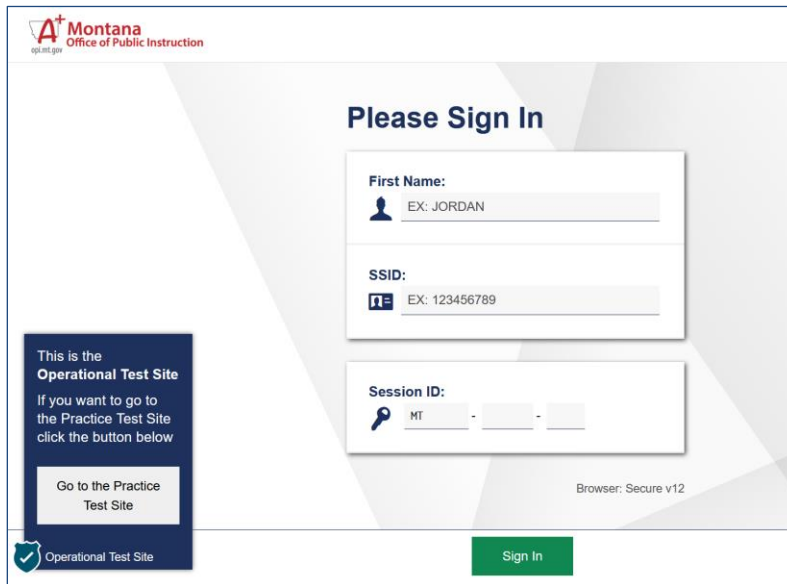 A+ Montana
Office of Public Instruction
opi.mt.gov
Please Sign In
First Name:
EX: JORDAN
SSID:
EX: 123456789
Session ID:
MT - -
Browser: Secure v12
This is the
Operational Test Site
If you want to go to
the Practice Test Site
click the button below
Go to the Practice
Test Site
Operational Test Site
Sign In